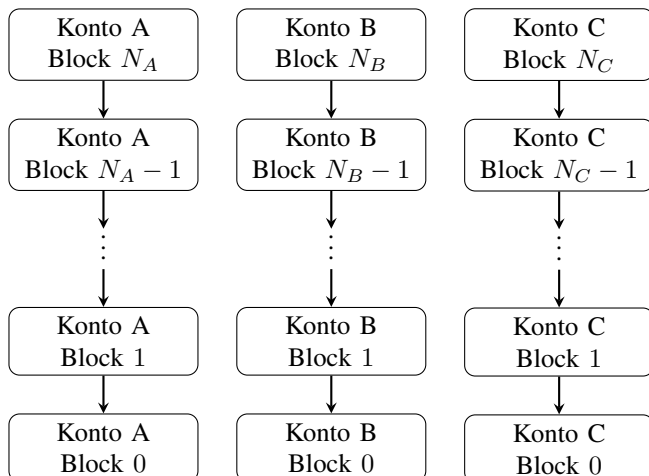 Konto A
Block N_A
Konto B
Block N_B
Konto C
Block N_C
Konto A
Block N_A − 1
Konto B
Block N_B − 1
Konto C
Block N_C − 1
⋮
⋮
⋮
Konto A
Block 1
Konto B
Block 1
Konto C
Block 1
Konto A
Block 0
Konto B
Block 0
Konto C
Block 0